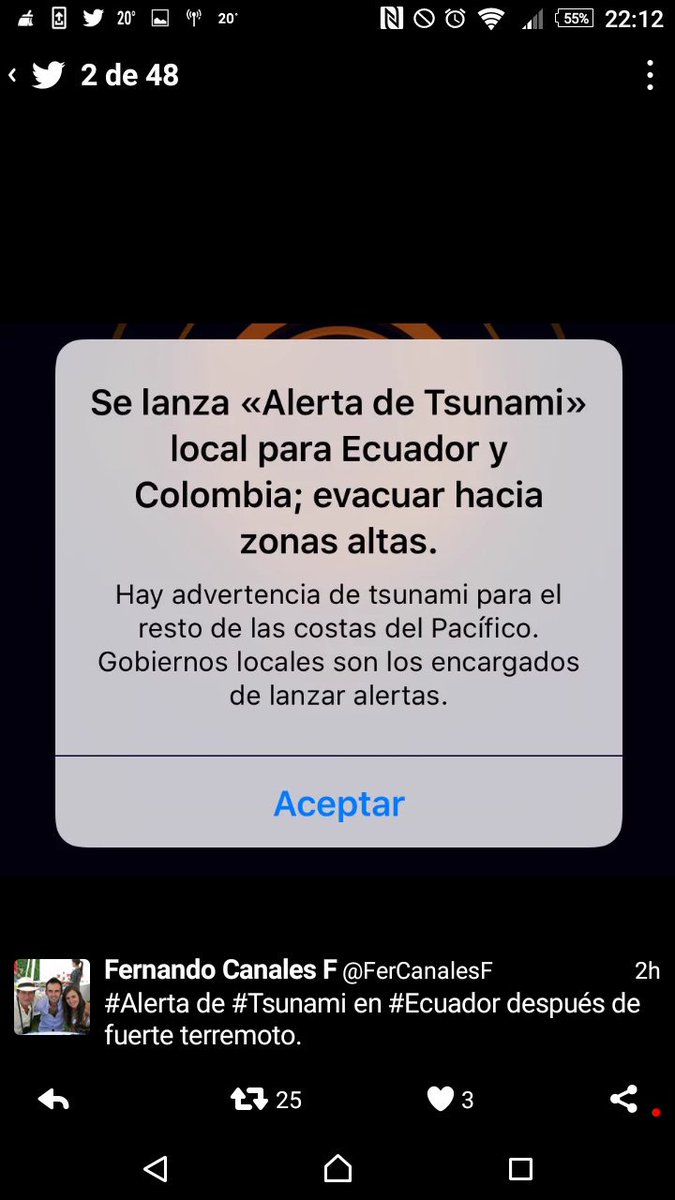 20° 20° 55% 22:12
2 de 48
Se lanza «Alerta de Tsunami»
local para Ecuador y
Colombia; evacuar hacia
zonas altas.
Hay advertencia de tsunami para el
resto de las costas del Pacífico.
Gobiernos locales son los encargados
de lanzar alertas.
Aceptar
Fernando Canales F @FerCanalesF 2h
#Alerta de #Tsunami en #Ecuador después de
fuerte terremoto.
25 3